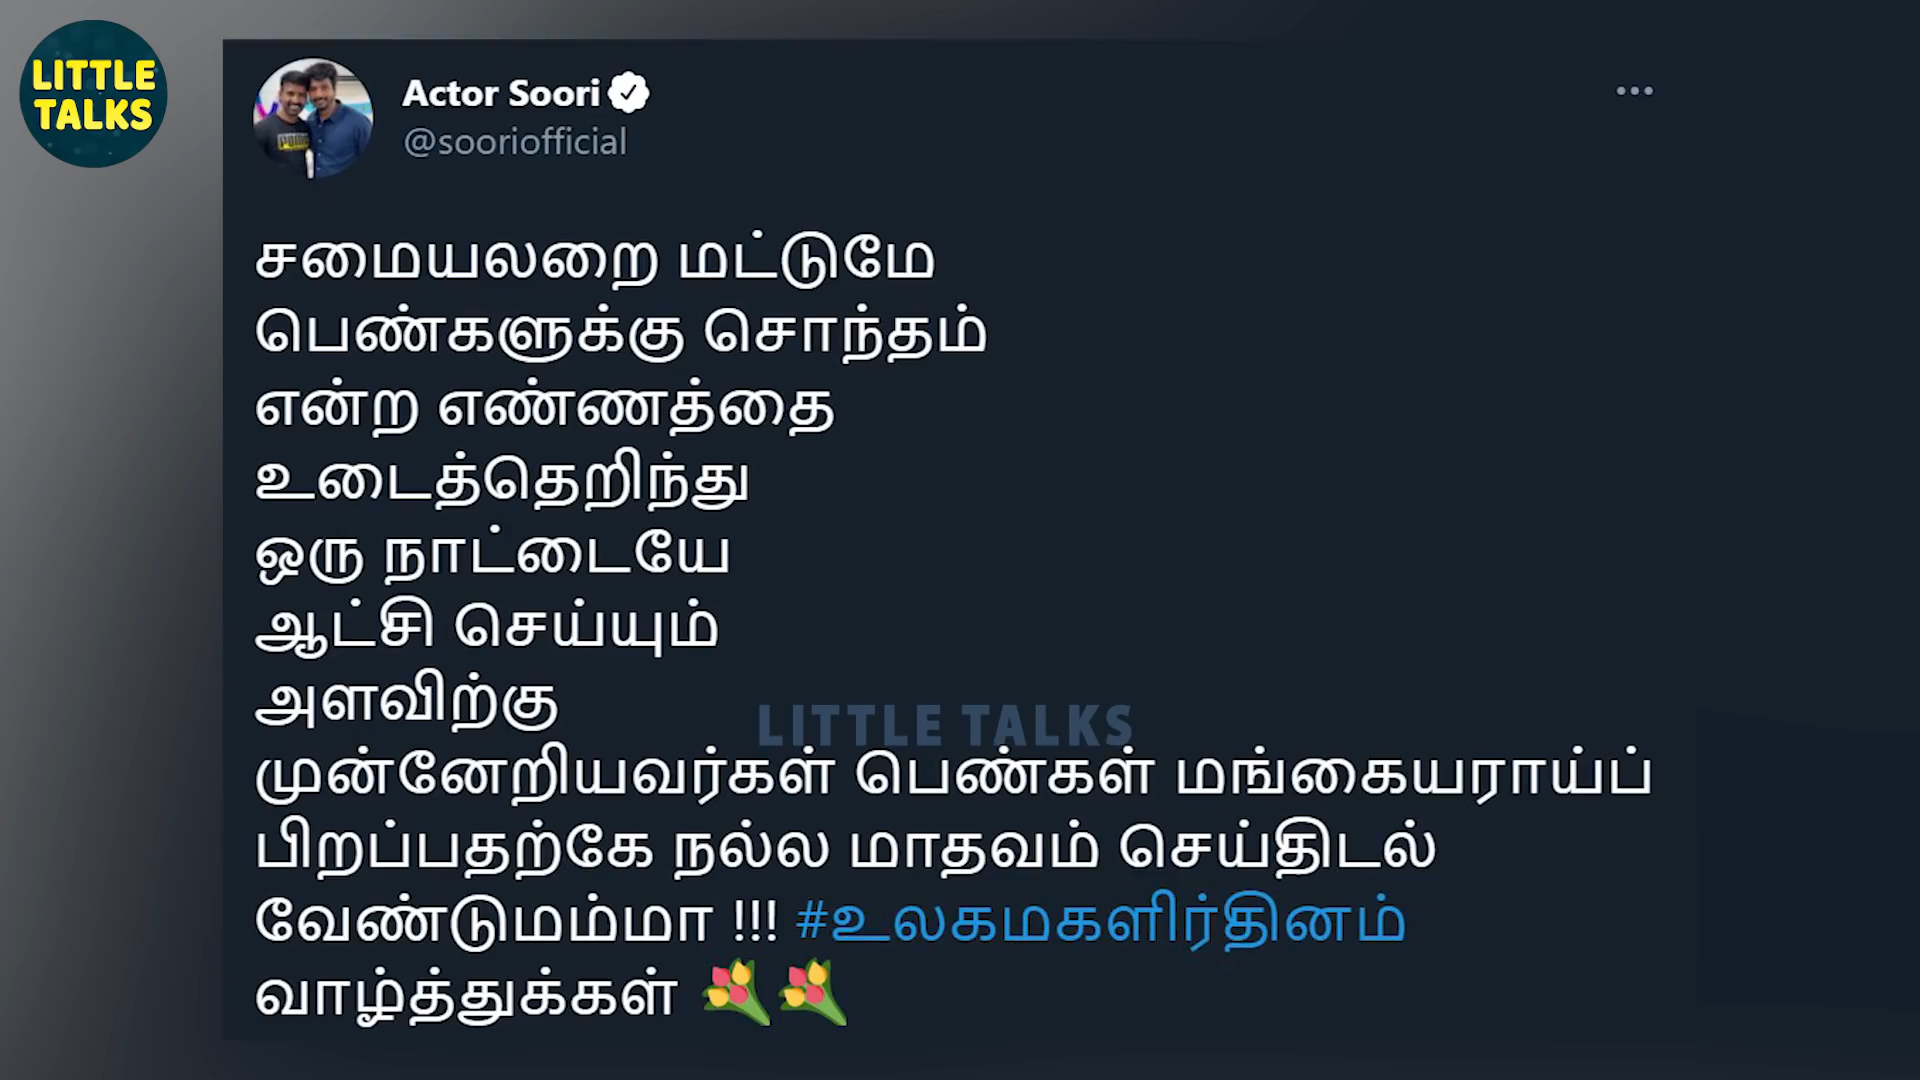 LITTLE
TALKS
Actor Soori
@sooriofficial
சமையலறை மட்டுமே
பெண்களுக்கு சொந்தம்
என்ற எண்ணத்தை
உடைத்தெறிந்து
ஒரு நாட்டையே
ஆட்சி செய்யும்
அளவிற்கு
LITTLE TALKS
முன்னேறியவர்கள் பெண்கள் மங்கையராய்ப்
பிறப்பதற்கே நல்ல மாதவம் செய்திடல்
வேண்டுமம்மா !!! #உலகமகளிர்தினம்
வாழ்த்துக்கள் 💐💐